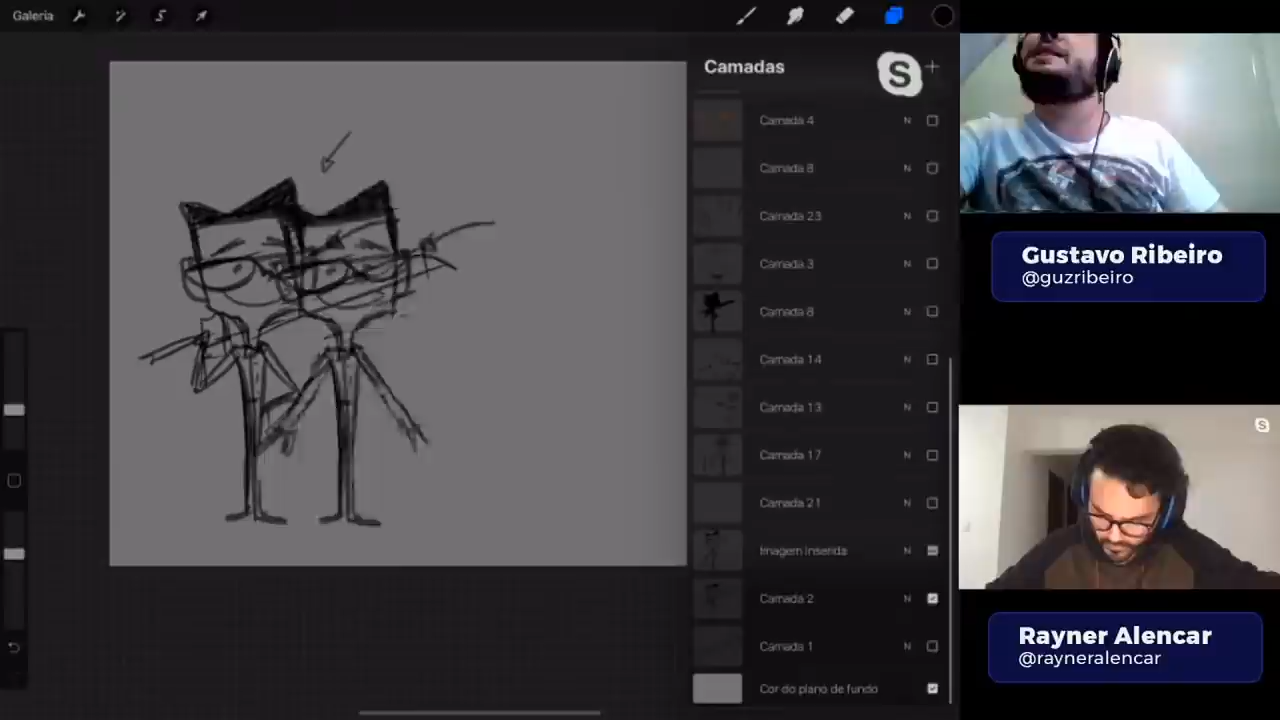 Galeria
Camadas
S
Camada 4 N
Camada 8 N
Camada 23 N
Camada 3 N
Camada 8 N
Camada 14 N
Camada 13 N
Camada 17 N
Camada 21 N
Imagem inserida N
Camada 2 N
Camada 1 N
Cor do plano de fundo
Gustavo Ribeiro
@guzribeiro
S
Rayner Alencar
@rayneralencar